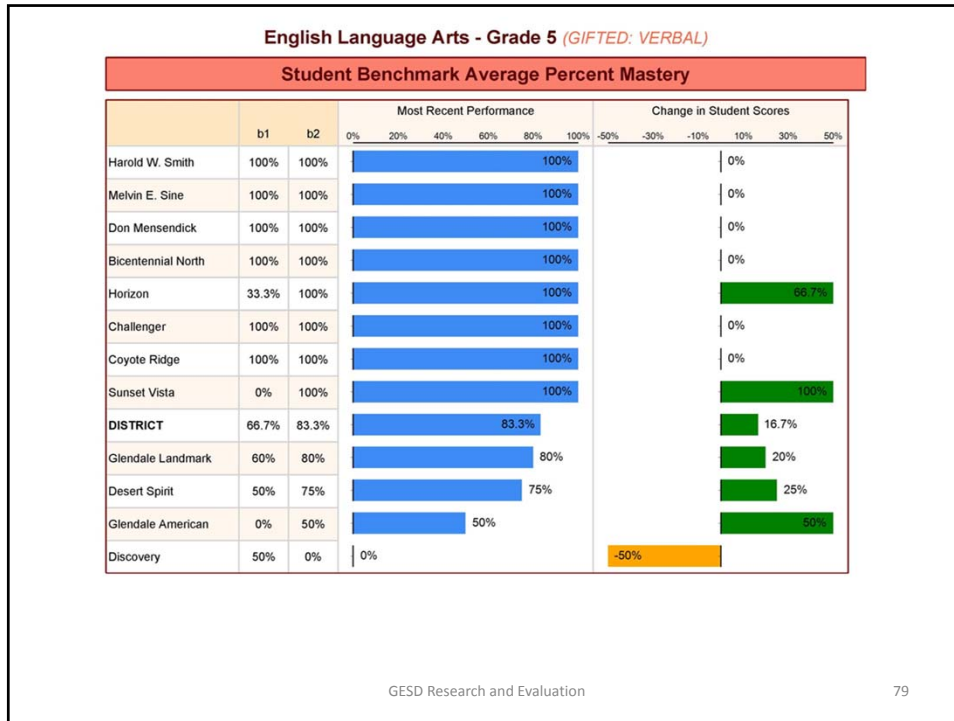 English Language Arts - Grade 5 (GIFTED: VERBAL)
Student Benchmark Average Percent Mastery
Most Recent Performance Change in Student Scores
b1 b2 0% 20% 40% 60% 80% 100% -50% -30% -10% 10% 30% 50%
Harold W. Smith 100% 100% 100% 0%
Melvin E. Sine 100% 100% 100% 0%
Don Mensendick 100% 100% 100% 0%
Bicentennial North 100% 100% 100% 0%
Horizon 33.3% 100% 100% 66.7%
Challenger 100% 100% 100% 0%
Coyote Ridge 100% 100% 100% 0%
Sunset Vista 0% 100% 100% 100%
DISTRICT 66.7% 83.3% 83.3% 16.7%
Glendale Landmark 60% 80% 80% 20%
Desert Spirit 50% 75% 75% 25%
Glendale American 0% 50% 50% 50%
Discovery 50% 0% 0% -50%
GESD Research and Evaluation 79